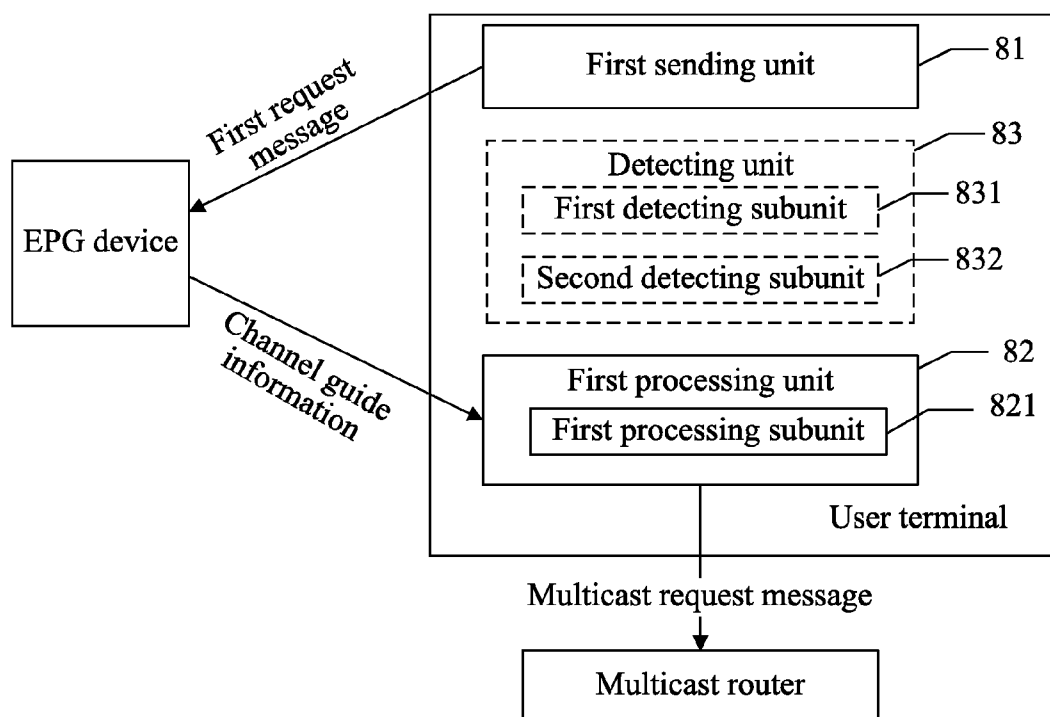 First sending unit
81
First request
message
83
Detecting unit
First detecting subunit
831
EPG device
Second detecting subunit
832
Channel guide
information
82
First processing unit
First processing subunit
821
User terminal
Multicast request message
Multicast router